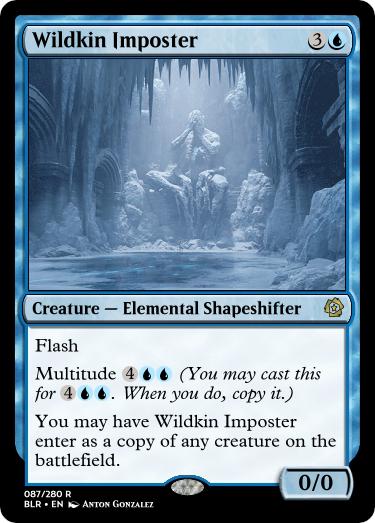 Wildkin Imposter 3
Creature — Elemental Shapeshifter
Flash
Multitude 4 (You may cast this
for 4. When you do, copy it.)
You may have Wildkin Imposter
enter as a copy of any creature on the
battlefield.
0/0
087/280 R
BLR • EN Anton Gonzalez